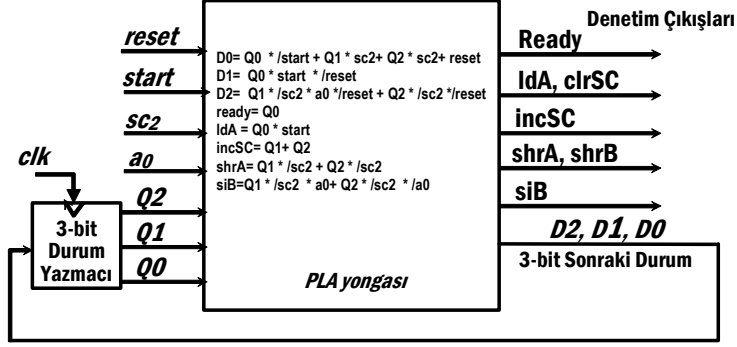 Denetim Çıkışları
reset
start
sc2
a0
clk
Q2
Q1
Q0
3-bit
Durum
Yazmacı
D0= Q0 * /start + Q1 * sc2+ Q2 * sc2+ reset
D1= Q0 * start * /reset
D2= Q1 * /sc2 * a0 */reset + Q2 * /sc2 */reset
ready= Q0
ldA = Q0 * start
incSC= Q1+ Q2
shrA= Q1 * /sc2 + Q2 * /sc2
siB=Q1 * /sc2 * a0+ Q2 * /sc2 * /a0
PLA yongası
Ready
ldA, clrSC
incSC
shrA, shrB
siB
D2, D1, D0
3-bit Sonraki Durum